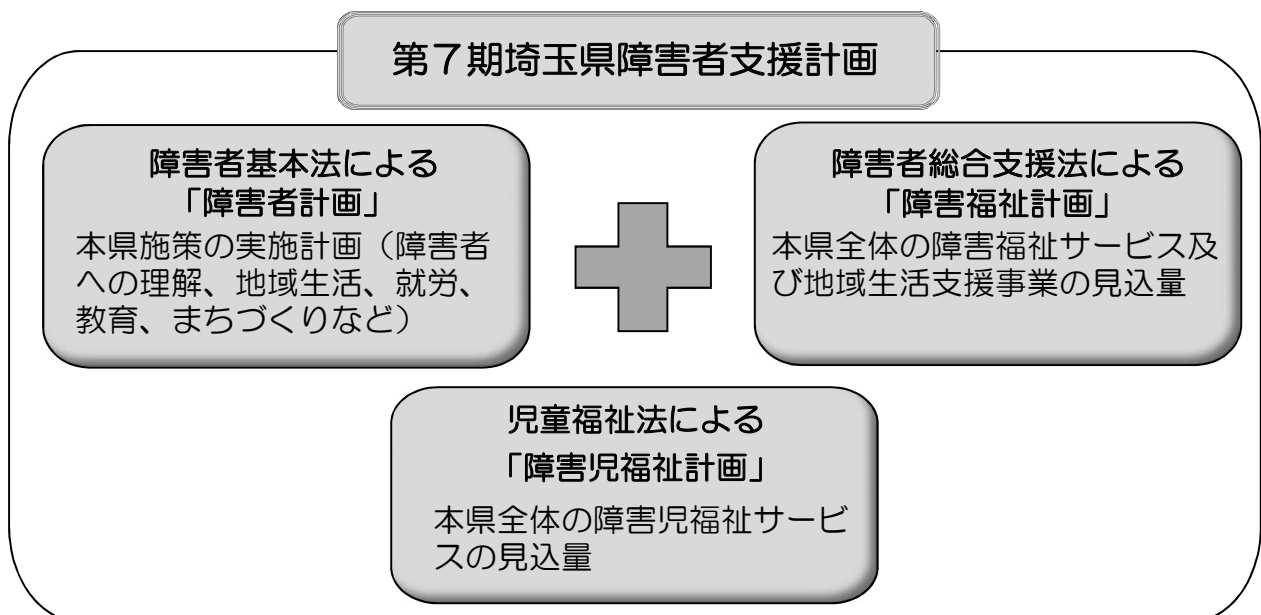 第７期埼玉県障害者支援計画
障害者基本法による
「障害者計画」
本県施策の実施計画（障害者
への理解、地域生活、就労、
教育、まちづくりなど）
障害者総合支援法による
「障害福祉計画」
本県全体の障害福祉サービス及
び地域生活支援事業の見込量
児童福祉法による
「障害児福祉計画」
本県全体の障害児福祉サービ
スの見込量